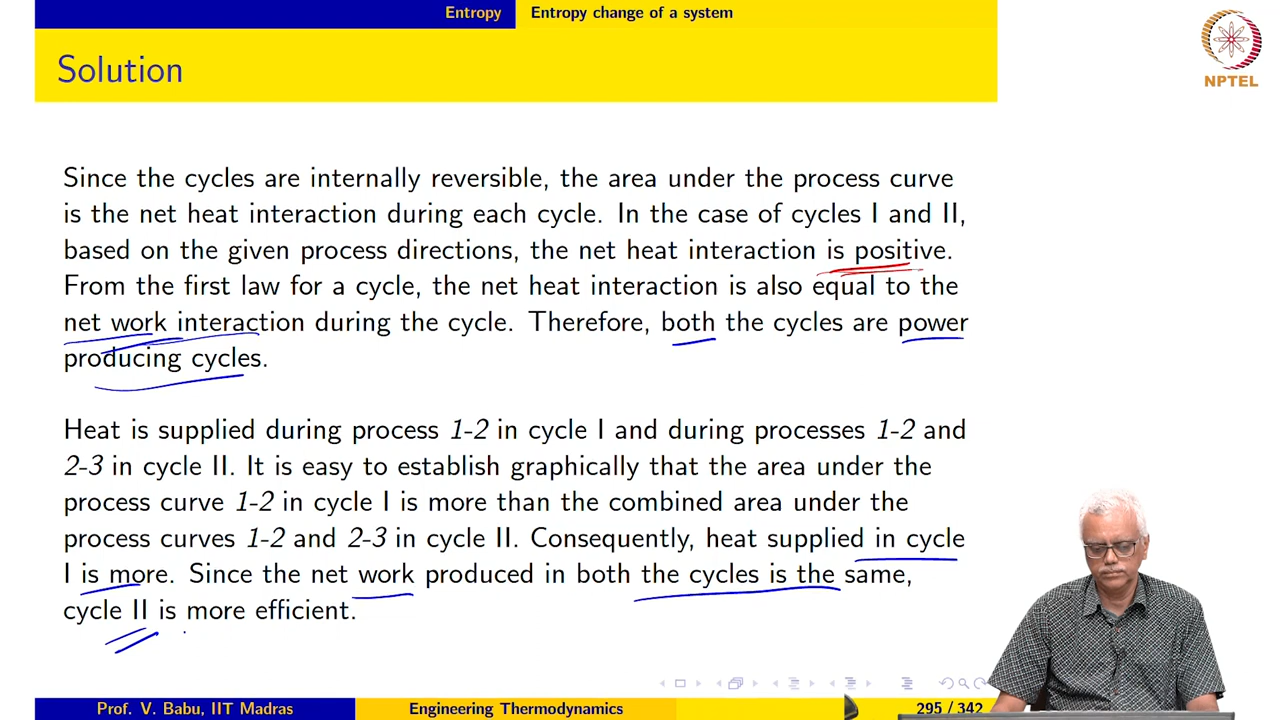 Entropy Entropy change of a system
Solution
NPTEL
Since the cycles are internally reversible, the area under the process curve
is the net heat interaction during each cycle. In the case of cycles I and II,
based on the given process directions, the net heat interaction is positive.
From the first law for a cycle, the net heat interaction is also equal to the
net work interaction during the cycle. Therefore, both the cycles are power
producing cycles.
Heat is supplied during process 1-2 in cycle I and during processes 1-2 and
2-3 in cycle II. It is easy to establish graphically that the area under the
process curve 1-2 in cycle I is more than the combined area under the
process curves 1-2 and 2-3 in cycle II. Consequently, heat supplied in cycle
I is more. Since the net work produced in both the cycles is the same,
cycle II is more efficient.
Prof. V. Babu, IIT Madras Engineering Thermodynamics 295 / 342